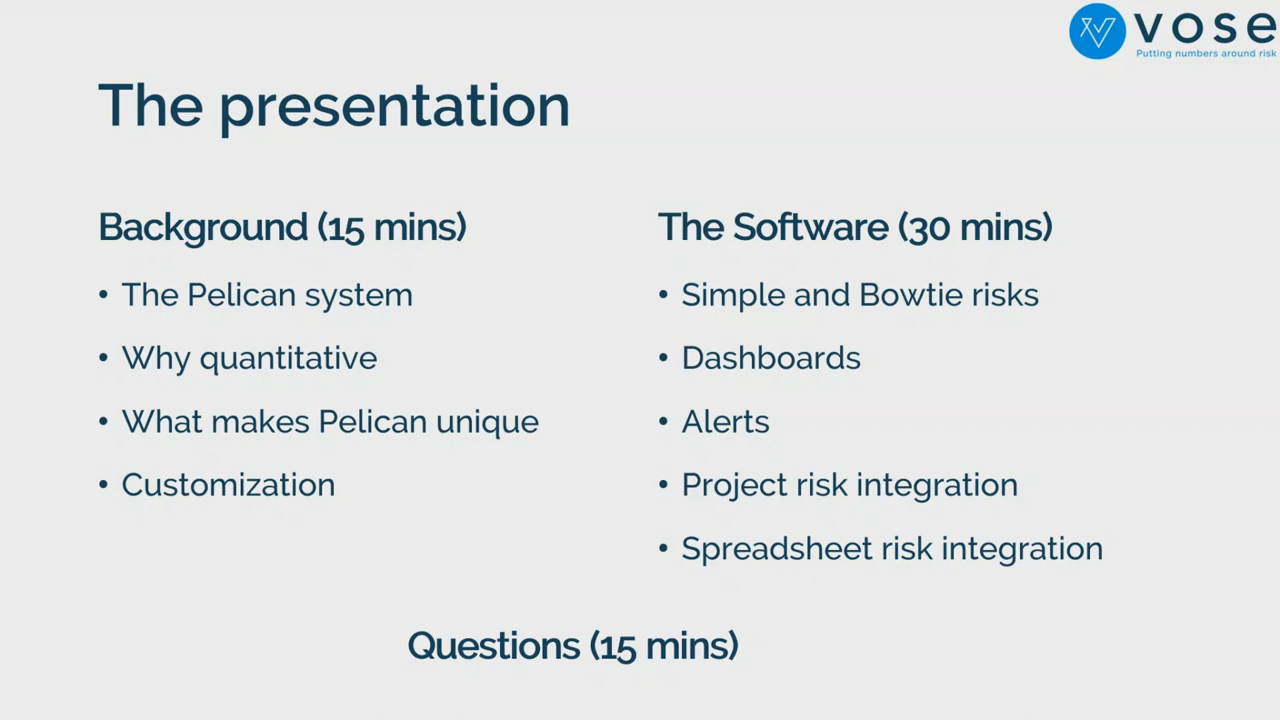 vose
Putting numbers around risk
The presentation
Background (15 mins)
• The Pelican system
• Why quantitative
• What makes Pelican unique
• Customization
The Software (30 mins)
• Simple and Bowtie risks
• Dashboards
• Alerts
• Project risk integration
• Spreadsheet risk integration
Questions (15 mins)